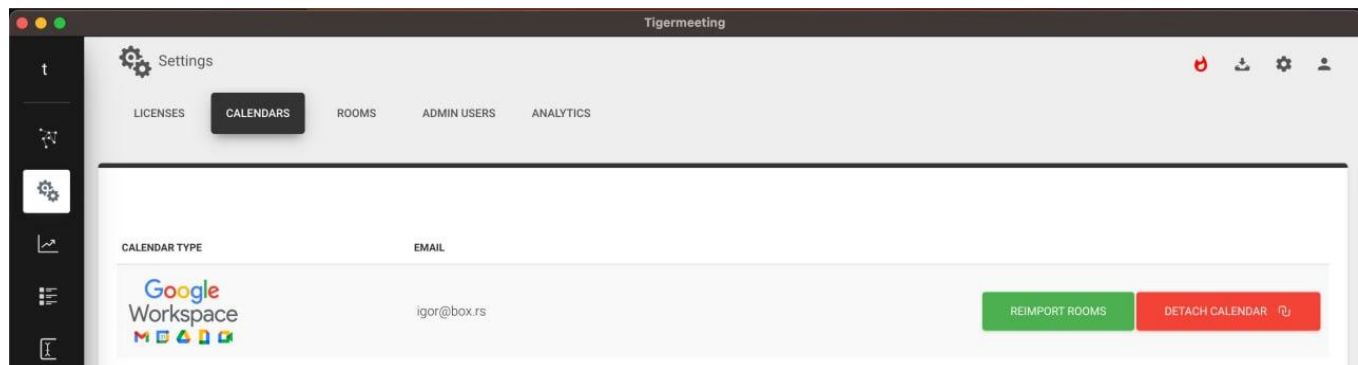 Tigermeeting
t
Settings
LICENSES CALENDARS ROOMS ADMIN USERS ANALYTICS
CALENDAR TYPE EMAIL
Google
Workspace
igor@box.rs
REIMPORT ROOMS DETACH CALENDAR